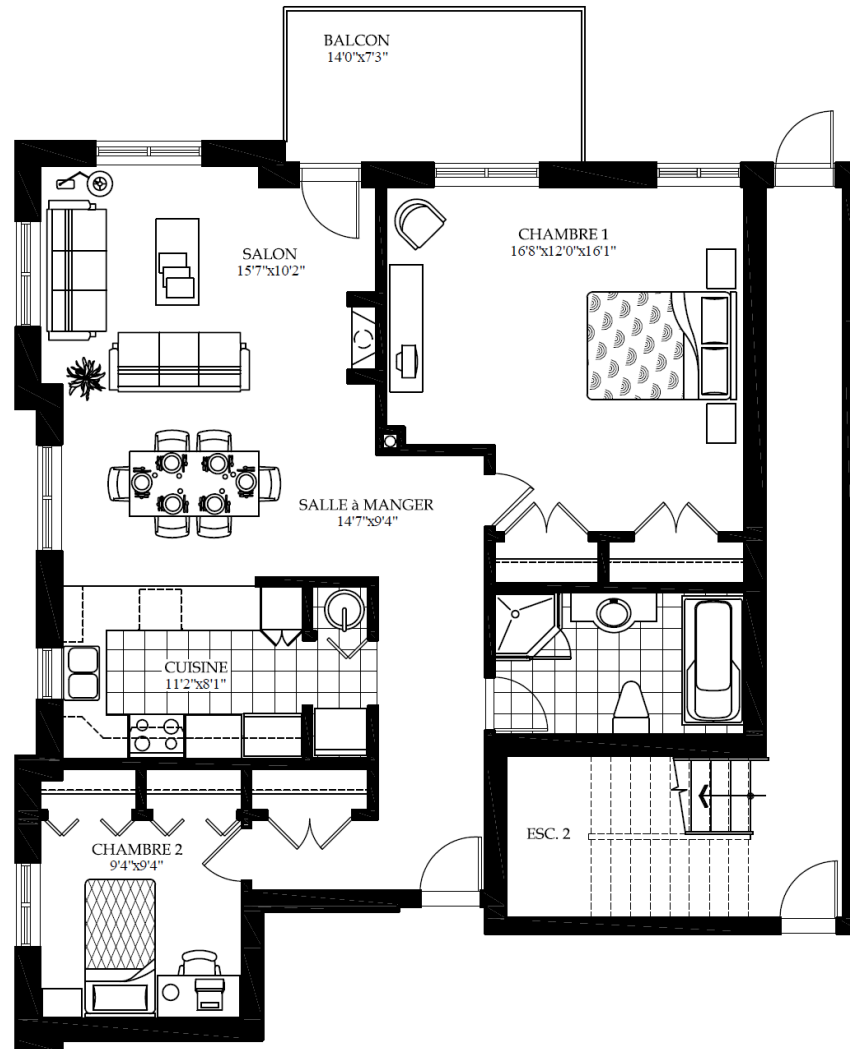 BALCON
14'0"x7'3"
CHAMBRE 1
16'8"x12'0"x16'1"
SALON
15'7"x10'2"
SALLE à MANGER
14'7"x9'4"
CUISINE
11'2"x8'1"
ESC. 2
CHAMBRE 2
9'4"x9'4"